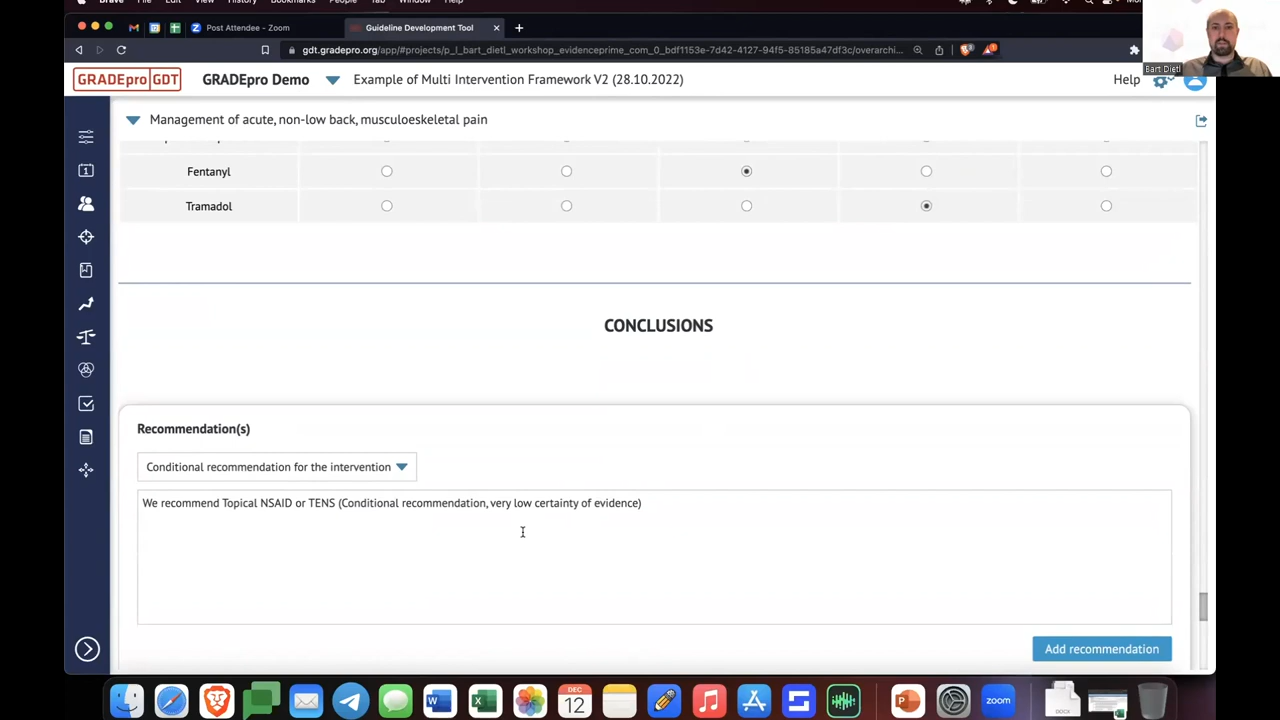 Brave File Edit View History Bookmarks People Tab Window Help
Post Attendee - Zoom
Guideline Development Tool
gdt.gradepro.org/app/#projects/p_l_bart_dietl_workshop_evidenceprime_com_0_bdf1153e-7d42-4127-94f5-85185a47df3c/overarchi...
Bart Dietl
GRADEpro GDT
GRADEpro Demo
Example of Multi Intervention Framework V2 (28.10.2022)
Help
Management of acute, non-low back, musculoeskeletal pain
Fentanyl
Tramadol
CONCLUSIONS
Recommendation(s)
Conditional recommendation for the intervention
We recommend Topical NSAID or TENS (Conditional recommendation, very low certainty of evidence)
Add recommendation
DEC
12